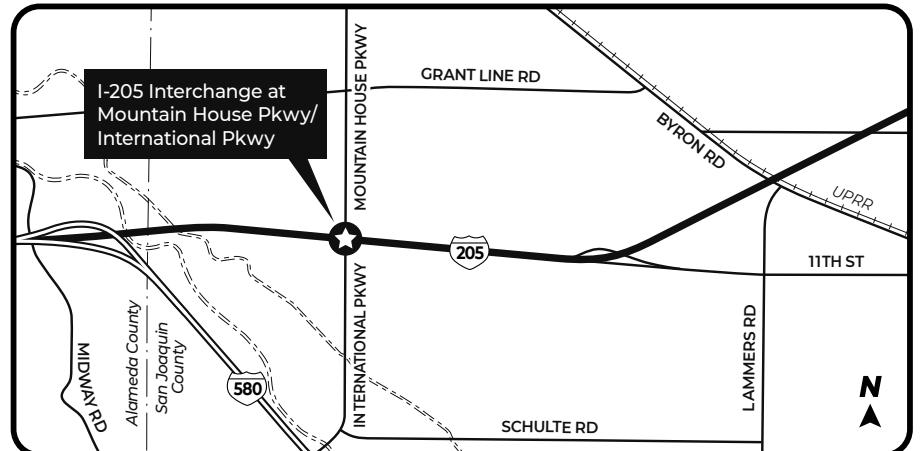 GRANT LINE RD
MOUNTAIN HOUSE PKWY
I-205 Interchange at
Mountain House Pkwy/
International Pkwy
BYRON RD
UPRR
205
11TH ST
INTERNATIONAL PKWY
LAMMERS RD
Alameda County
San Joaquin
County
MIDWAY RD
580
SCHULTE RD
N